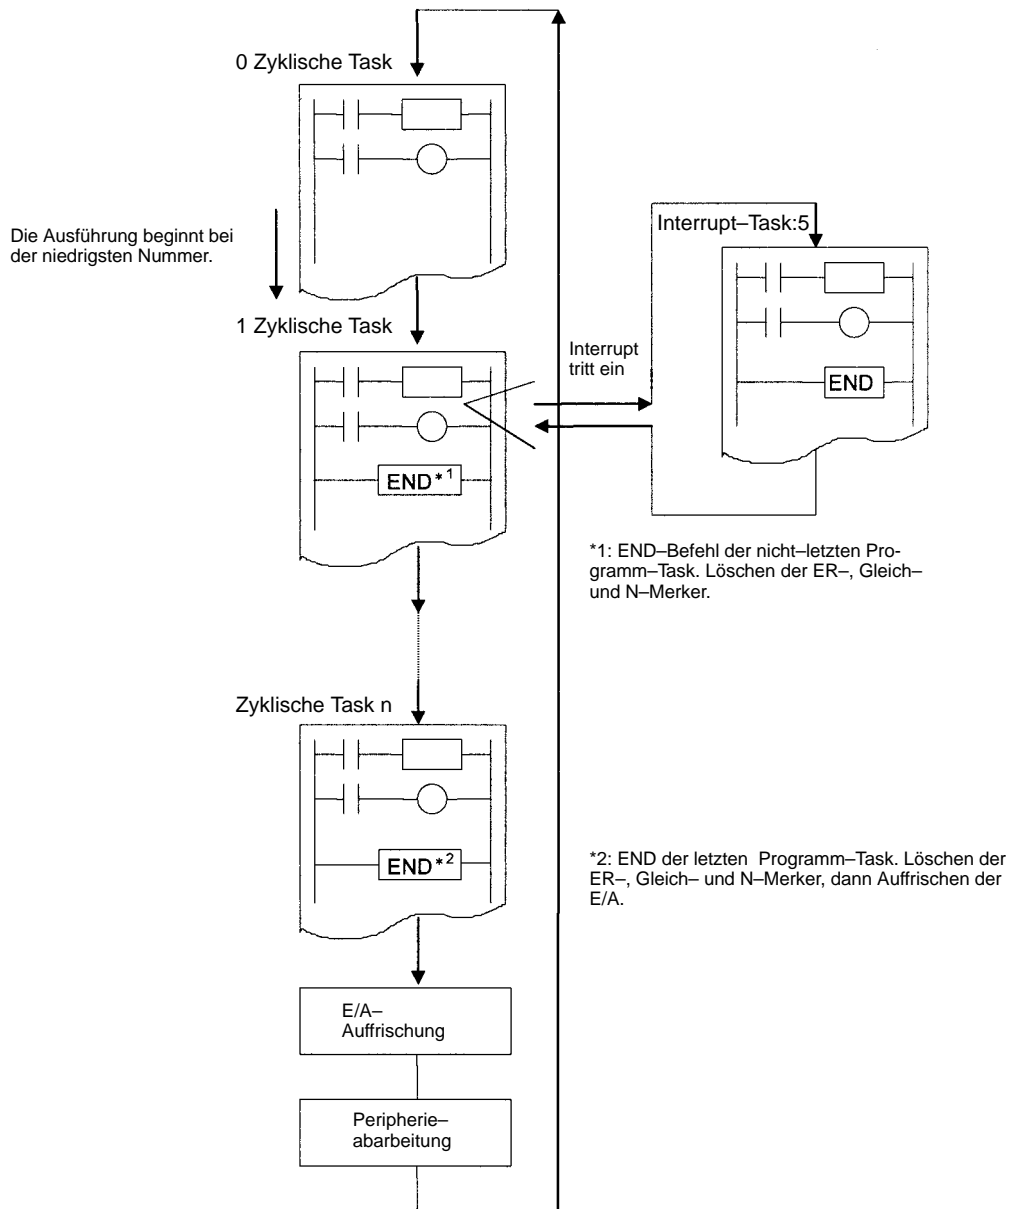 0 Zyklische Task
Die Ausführung beginnt bei
der niedrigsten Nummer.
1 Zyklische Task
Interrupt–Task:5
Interrupt
tritt ein
END
END*1
*1: END–Befehl der nicht–letzten Pro-
gramm–Task. Löschen der ER–, Gleich–
und N–Merker.
Zyklische Task n
END*2
*2: END der letzten  Programm–Task. Löschen der
ER–, Gleich– und N–Merker, dann Auffrischen der
E/A.
E/A–
Auffrischung
Peripherie–
abarbeitung